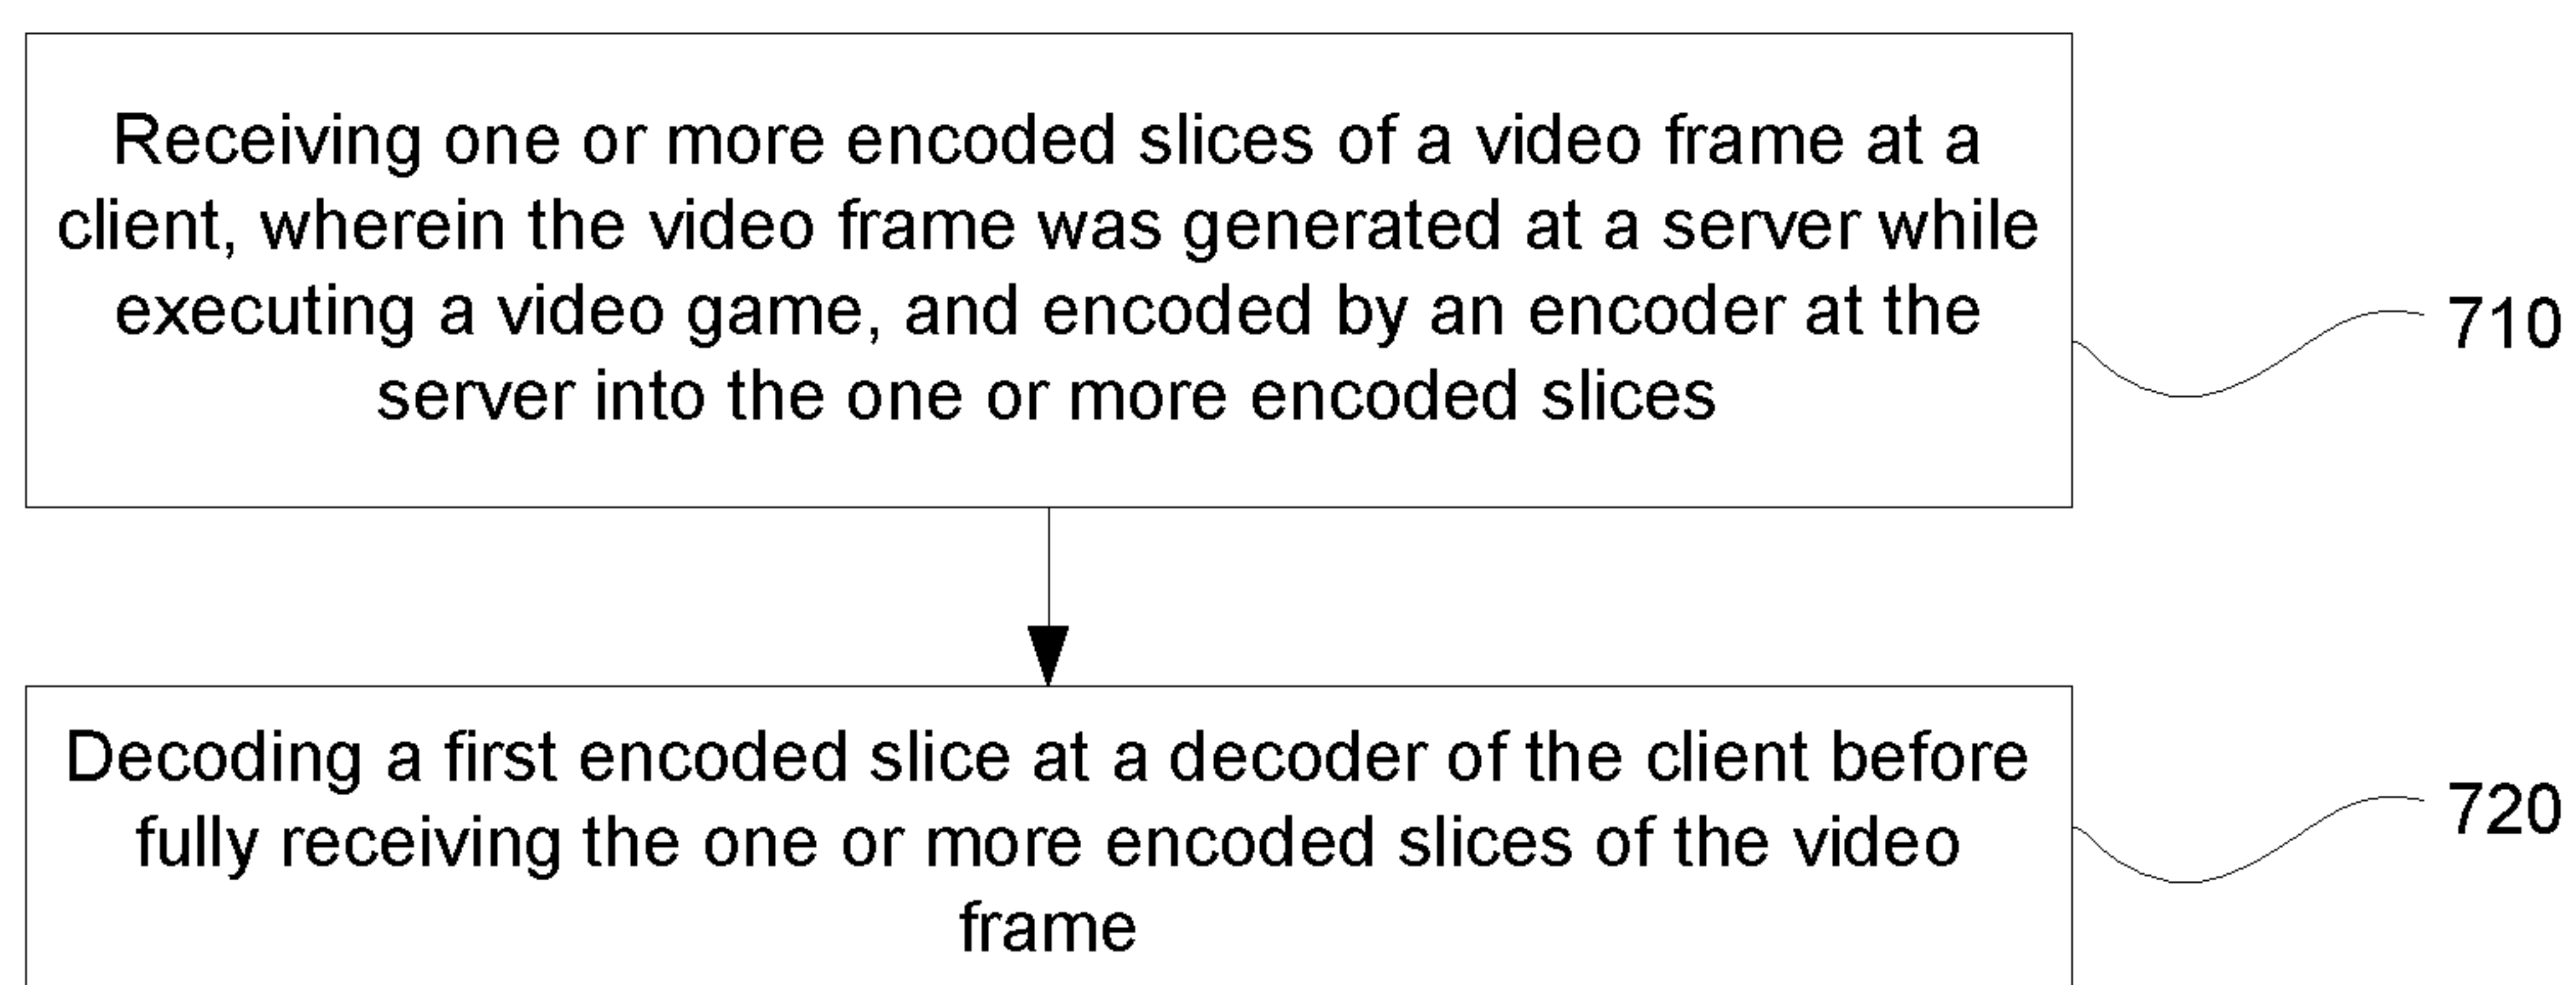 Receiving one or more encoded slices of a video frame at a
client, wherein the video frame was generated at a server while
executing a video game, and encoded by an encoder at the
server into the one or more encoded slices
710
Decoding a first encoded slice at a decoder of the client before
fully receiving the one or more encoded slices of the video
frame
720